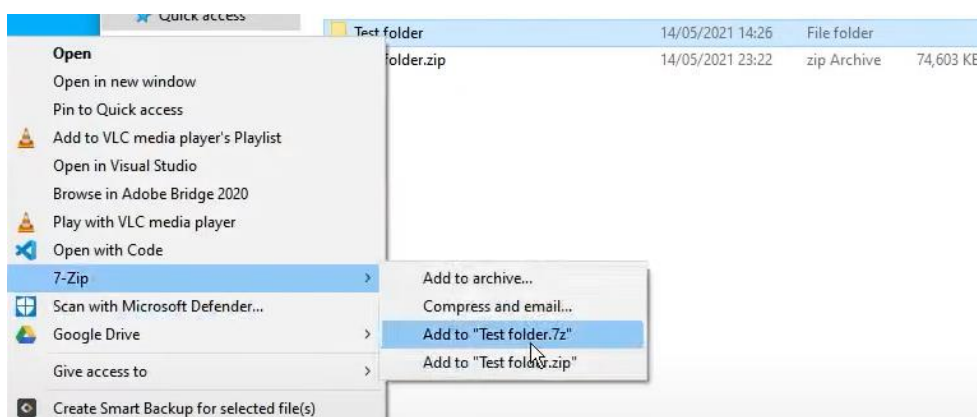 Quick access
Test folder 14/05/2021 14:26 File folder
folder.zip 14/05/2021 23:22 zip Archive 74,603 KB
Open
Open in new window
Pin to Quick access
Add to VLC media player's Playlist
Open in Visual Studio
Browse in Adobe Bridge 2020
Play with VLC media player
Open with Code
7-Zip
Scan with Microsoft Defender...
Google Drive
Give access to
Create Smart Backup for selected file(s)
Add to archive...
Compress and email...
Add to "Test folder.7z"
Add to "Test folder.zip"